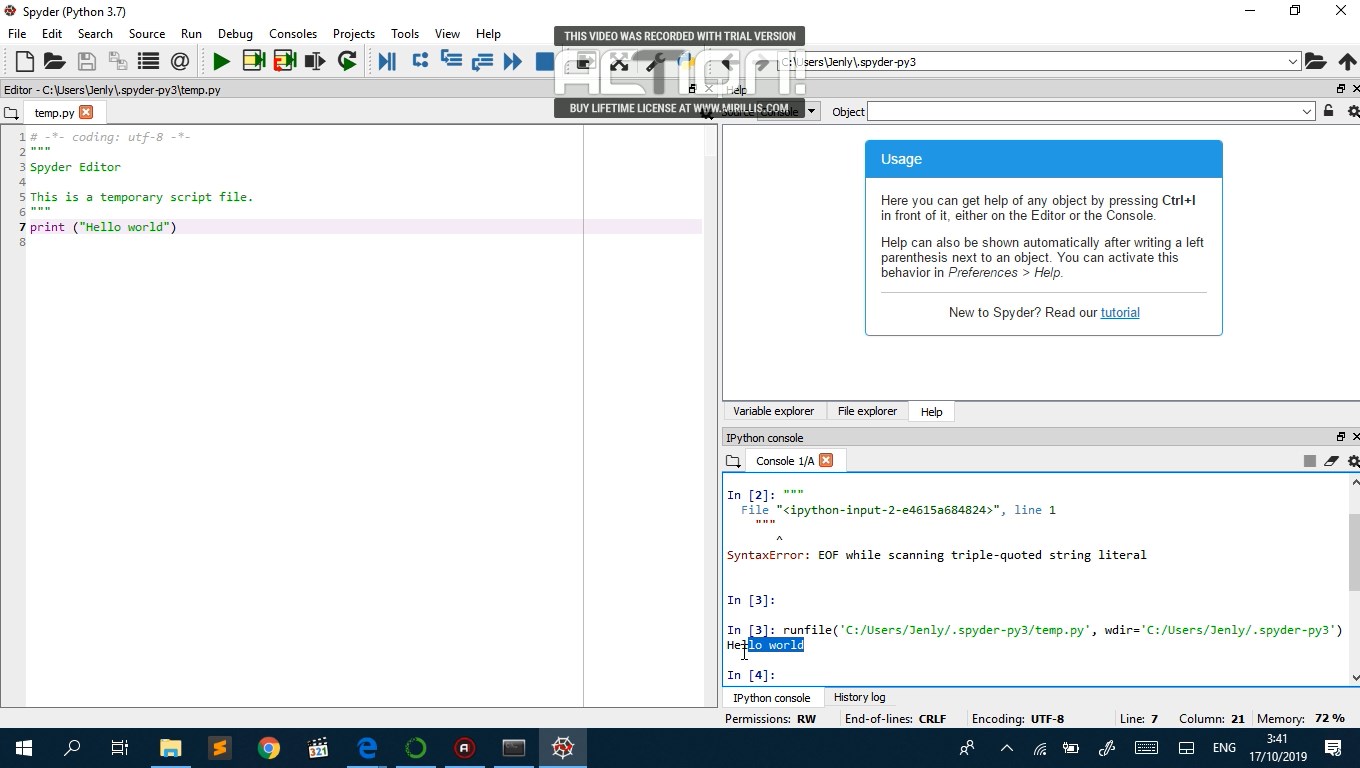 Spyder (Python 3.7)
File Edit Search Source Run Debug Consoles Projects Tools View Help
THIS VIDEO WAS RECORDED WITH TRIAL VERSION
ACTION!
BUY LIFETIME LICENSE AT WWW.MIRILLIS.COM
C:\Users\Jenly\.spyder-py3
Editor - C:\Users\Jenly\.spyder-py3\temp.py
temp.py
1 # -*- coding: utf-8 -*-
2 """
3 Spyder Editor
4
5 This is a temporary script file.
6 """
7 print ("Hello world")
8
Help
Source Console Object
Usage
Here you can get help of any object by pressing Ctrl+I
in front of it, either on the Editor or the Console.
Help can also be shown automatically after writing a left
parenthesis next to an object. You can activate this
behavior in Preferences > Help.
New to Spyder? Read our tutorial
Variable explorer File explorer Help
IPython console
Console 1/A
In [2]: """
File "<ipython-input-2-e4615a684824>", line 1
"""
^
SyntaxError: EOF while scanning triple-quoted string literal
In [3]:
In [3]: runfile('C:/Users/Jenly/.spyder-py3/temp.py', wdir='C:/Users/Jenly/.spyder-py3')
Hello world
In [4]:
IPython console History log
Permissions: RW End-of-lines: CRLF Encoding: UTF-8 Line: 7 Column: 21 Memory: 72 %
321
ENG
3:41
17/10/2019